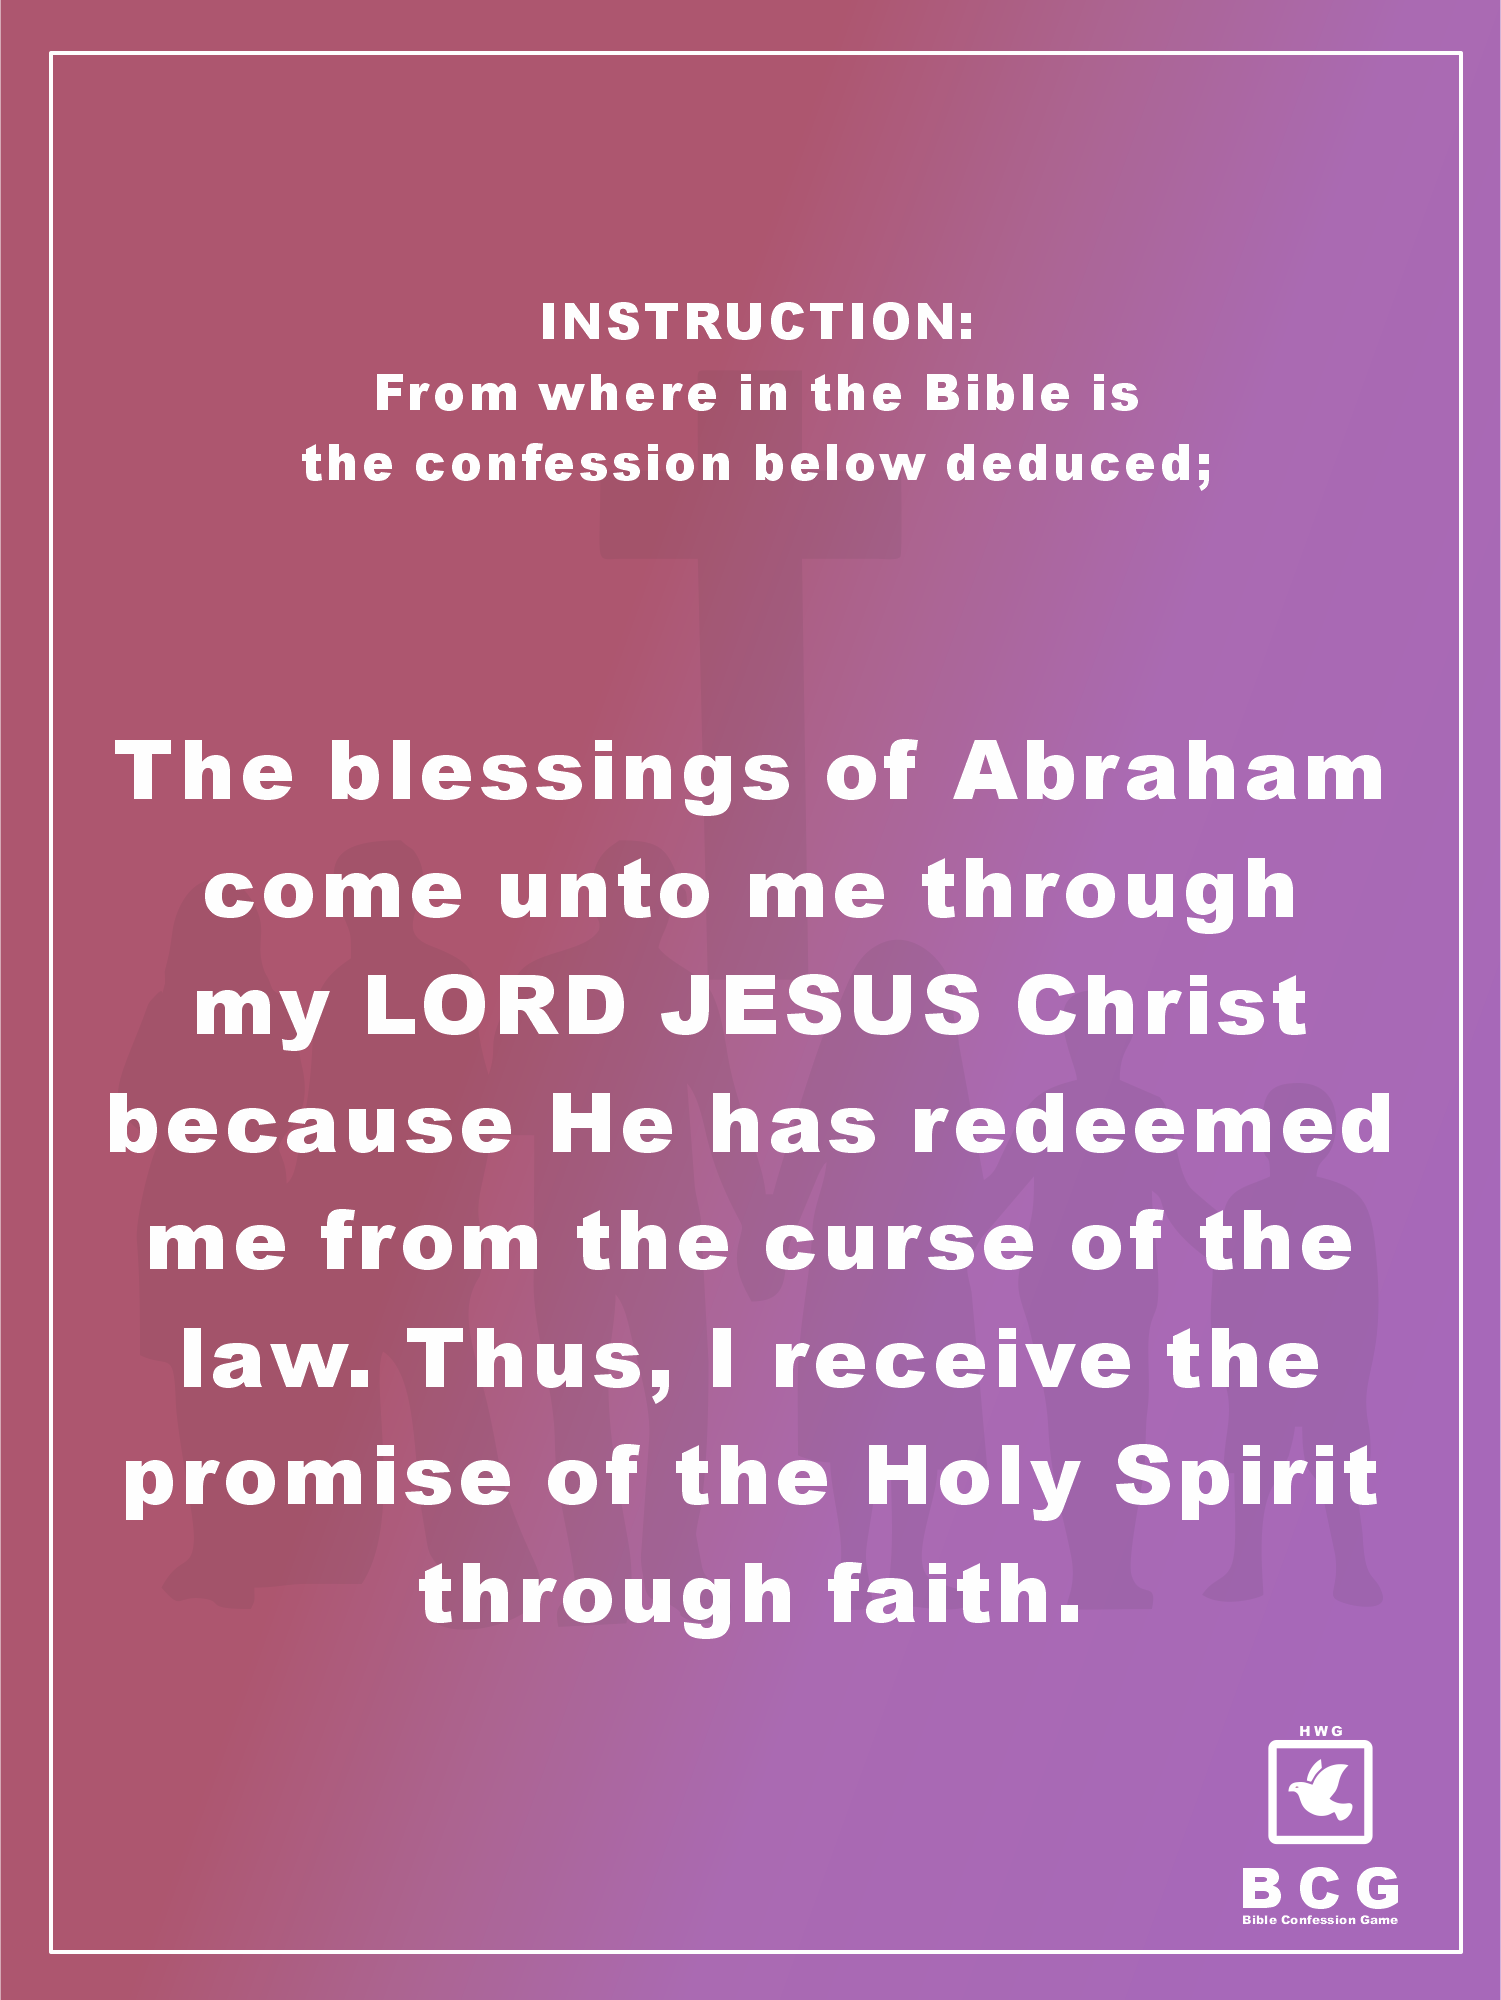 INSTRUCTION:
From where in the Bible is
the confession below deduced;
The blessings of Abraham
come unto me through
my LORD JESUS Christ
because He has redeemed
me from the curse of the
law. Thus, I receive the
promise of the Holy Spirit
through faith.
HWG
BCG
Bible Confession Game